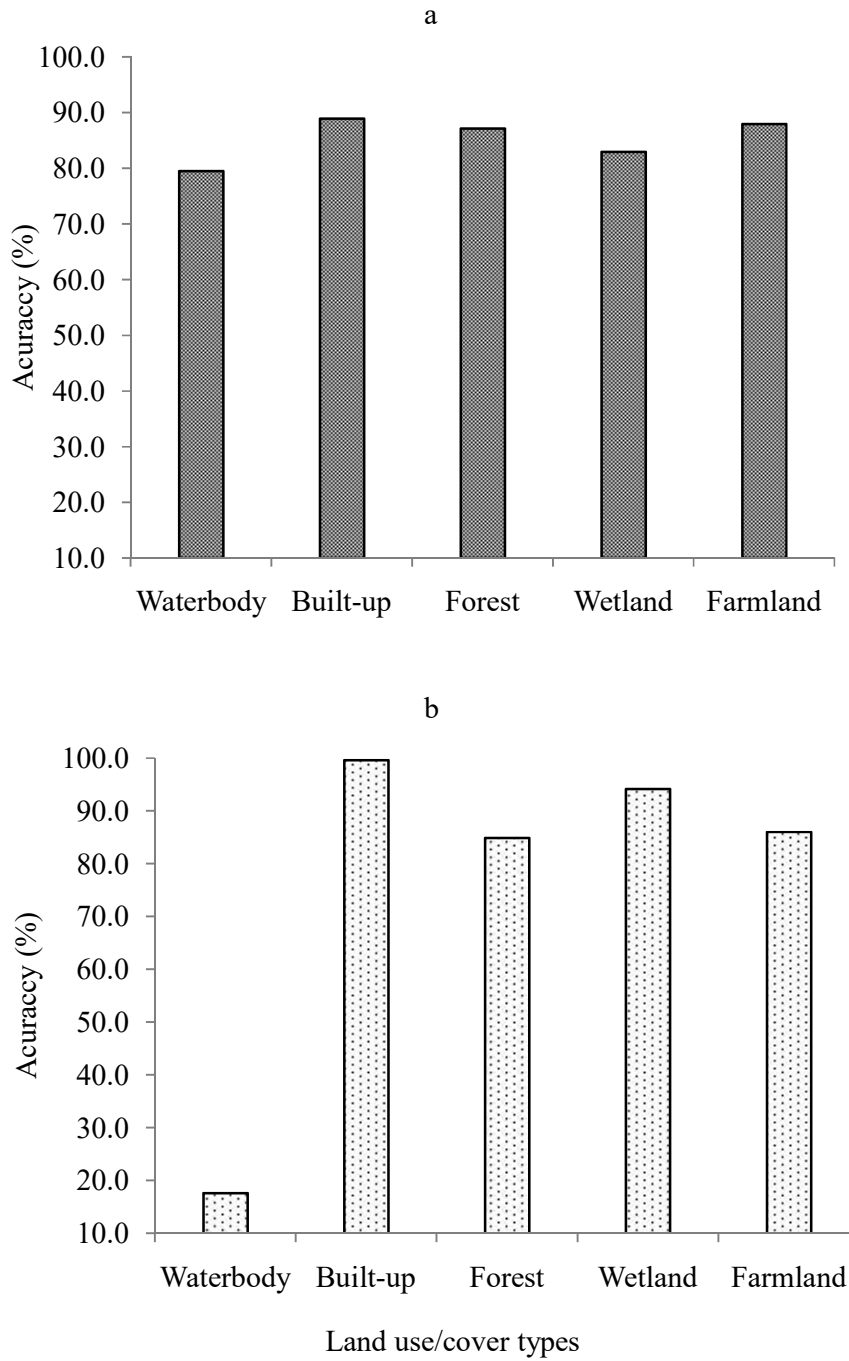 a
100.0
90.0
80.0
70.0
60.0
50.0
40.0
30.0
20.0
10.0
Acuraccy (%)
Waterbody Built-up Forest Wetland Farmland
b
100.0
90.0
80.0
70.0
60.0
50.0
40.0
30.0
20.0
10.0
Acuraccy (%)
Waterbody Built-up Forest Wetland Farmland
Land use/cover types